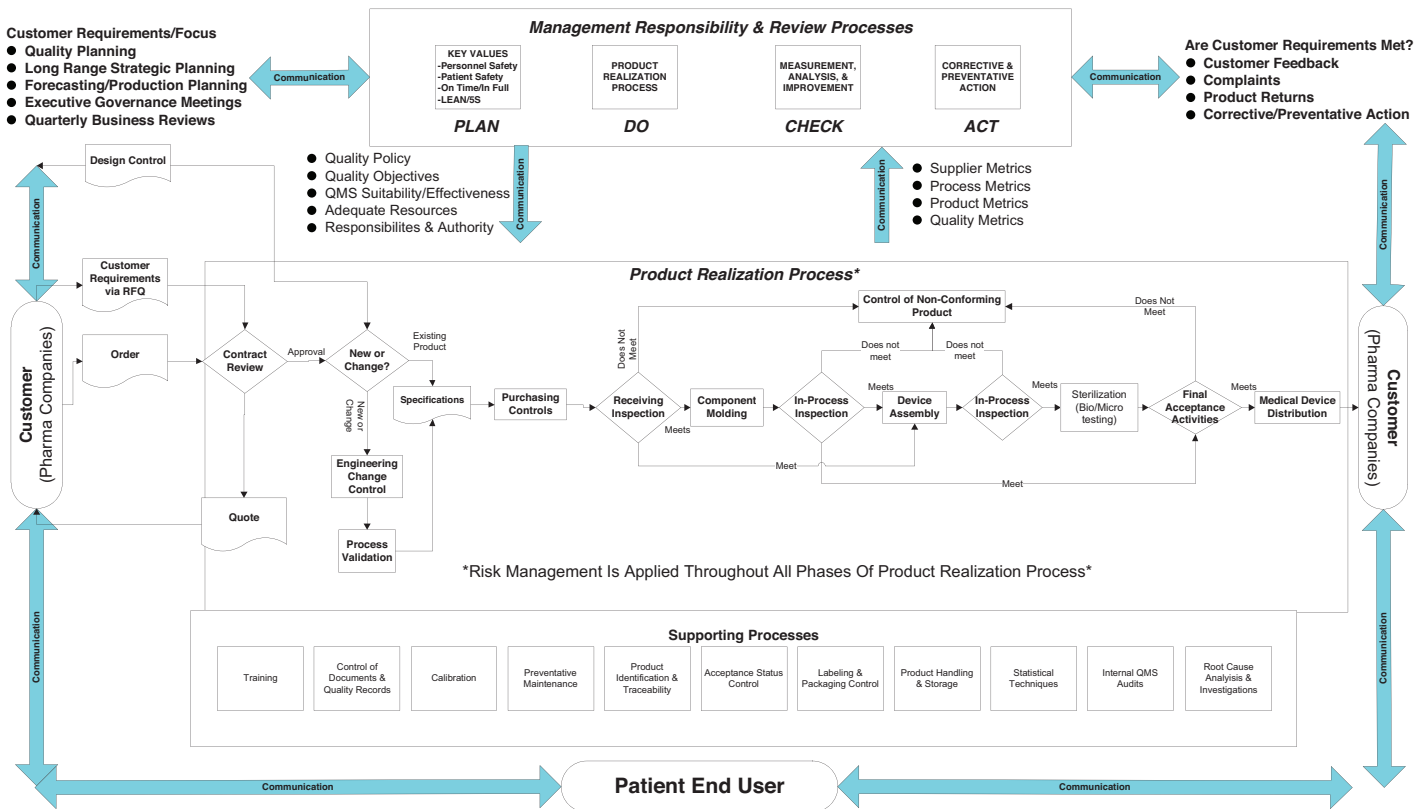 Management Responsibility & Review Processes
Customer Requirements/Focus
● Quality Planning
● Long Range Strategic Planning
● Forecasting/Production Planning
● Executive Governance Meetings
● Quarterly Business Reviews
Communication
KEY VALUES
-Personnel Safety
-Patient Safety
-On Time/In Full
-LEAN/5S
PLAN
PRODUCT
REALIZATION
PROCESS
DO
MEASUREMENT,
ANALYSIS, &
IMPROVEMENT
CHECK
CORRECTIVE &
PREVENTATIVE
ACTION
ACT
Communication
Are Customer Requirements Met?
● Customer Feedback
● Complaints
● Product Returns
● Corrective/Preventative Action
Design Control
● Quality Policy
● Quality Objectives
● QMS Suitability/Effectiveness
● Adequate Resources
● Responsibilites & Authority
Communication
Communication
● Supplier Metrics
● Process Metrics
● Product Metrics
● Quality Metrics
Communication
Communication
Product Realization Process*
Customer
Requirements
via RFQ
Customer
(Pharma Companies)
Order
Contract
Review
Approval
New or
Change?
Existing
Product
New or
Change
Specifications
Purchasing
Controls
Does Not
Meet
Receiving
Inspection
Meets
Control of Non-Conforming
Product
Component
Molding
Does not
meet
In-Process
Inspection
Meets
Device
Assembly
Does not
meet
In-Process
Inspection
Meets
Sterilization
(Bio/Micro
testing)
Does Not
Meet
Final
Acceptance
Activities
Meets
Medical Device
Distribution
Customer
(Pharma Companies)
Meet
Meet
Engineering
Change
Control
Quote
Process
Validation
*Risk Management Is Applied Throughout All Phases Of Product Realization Process*
Communication
Communication
Supporting Processes
Training
Control of
Documents &
Quality Records
Calibration
Preventative
Maintenance
Product
Identification &
Traceability
Acceptance Status
Control
Labeling &
Packaging Control
Product Handling
& Storage
Statistical
Techniques
Internal QMS
Audits
Root Cause
Analyisis &
Investigations
Communication
Patient End User
Communication